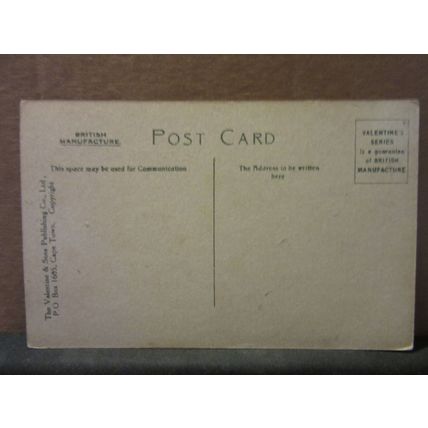 BRITISH
MANUFACTURE.
POST CARD
VALENTINE'S
SERIES
is a guarantee
of BRITISH
MANUFACTURE
This space may be used for Communication
The Address to be written
here
The Valentine & Sons Publishing Co., Ltd.,
P.O. Box 1685, Cape Town. Copyright